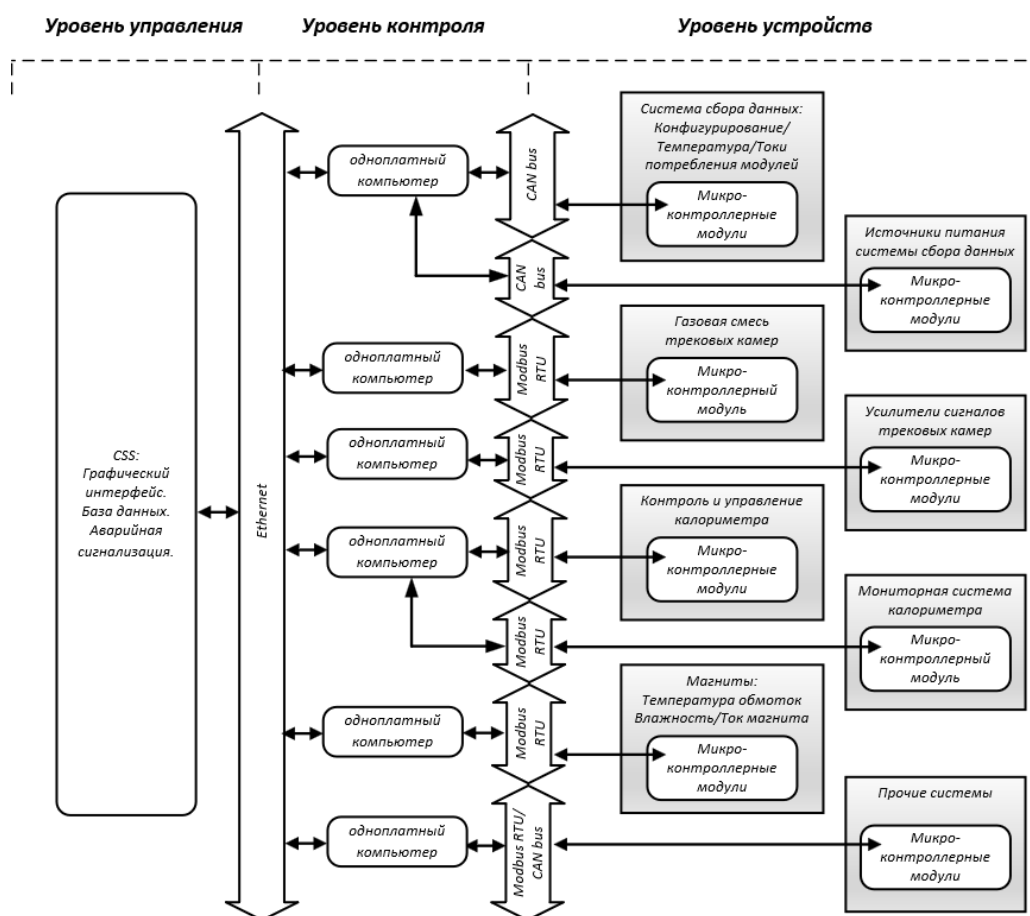 Уровень управления
Уровень контроля
Уровень устройств
CSS:
Графический
интерфейс.
База данных.
Аварийная
сигнализация.
Ethernet
одноплатный
компьютер
CAN bus
Система сбора данных:
Конфигурирование/
Температура/Токи
потребления модулей
Микро-
контроллерные
модули
CAN
bus
Источники питания
системы сбора данных
Микро-
контроллерные
модули
одноплатный
компьютер
Modbus
RTU
Газовая смесь
трековых камер
Микро-
контроллерный
модуль
одноплатный
компьютер
Modbus
RTU
Усилители сигналов
трековых камер
Микро-
контроллерные
модули
одноплатный
компьютер
Modbus
RTU
Контроль и управление
калориметра
Микро-
контроллерные
модули
Modbus
RTU
Мониторная система
калориметра
Микро-
контроллерный
модуль
одноплатный
компьютер
Modbus
RTU
Магниты:
Температура обмоток
Влажность/Ток магнита
Микро-
контроллерные
модули
одноплатный
компьютер
Modbus RTU/
CAN bus
Прочие системы
Микро-
контроллерные
модули